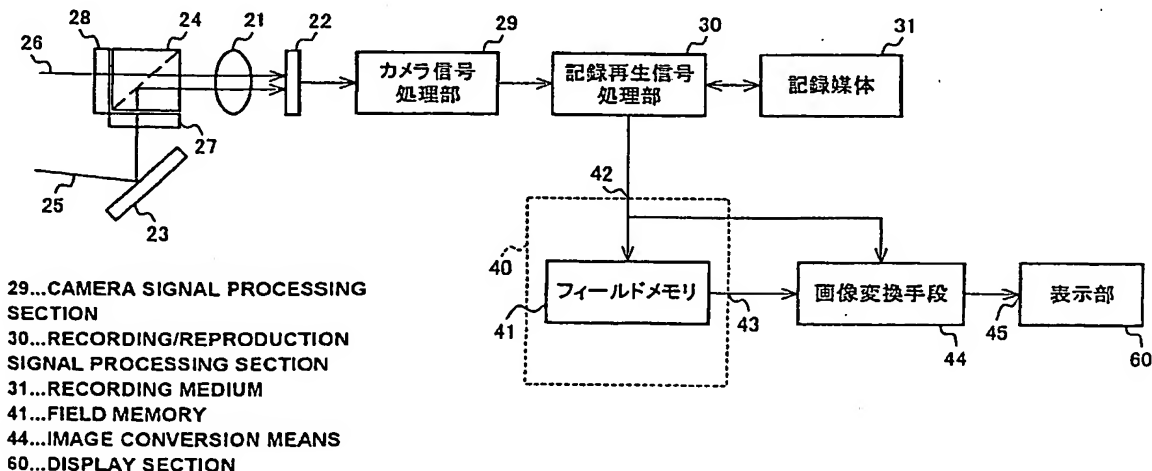 28
24
21
22
29
30
31
26
カメラ信号
処理部
記録再生信号
処理部
記録媒体
27
25
23
42
40
フィールドメモリ
画像変換手段
表示部
41
43
44
45
60
29...CAMERA SIGNAL PROCESSING
SECTION
30...RECORDING/REPRODUCTION
SIGNAL PROCESSING SECTION
31...RECORDING MEDIUM
41...FIELD MEMORY
44...IMAGE CONVERSION MEANS
60...DISPLAY SECTION